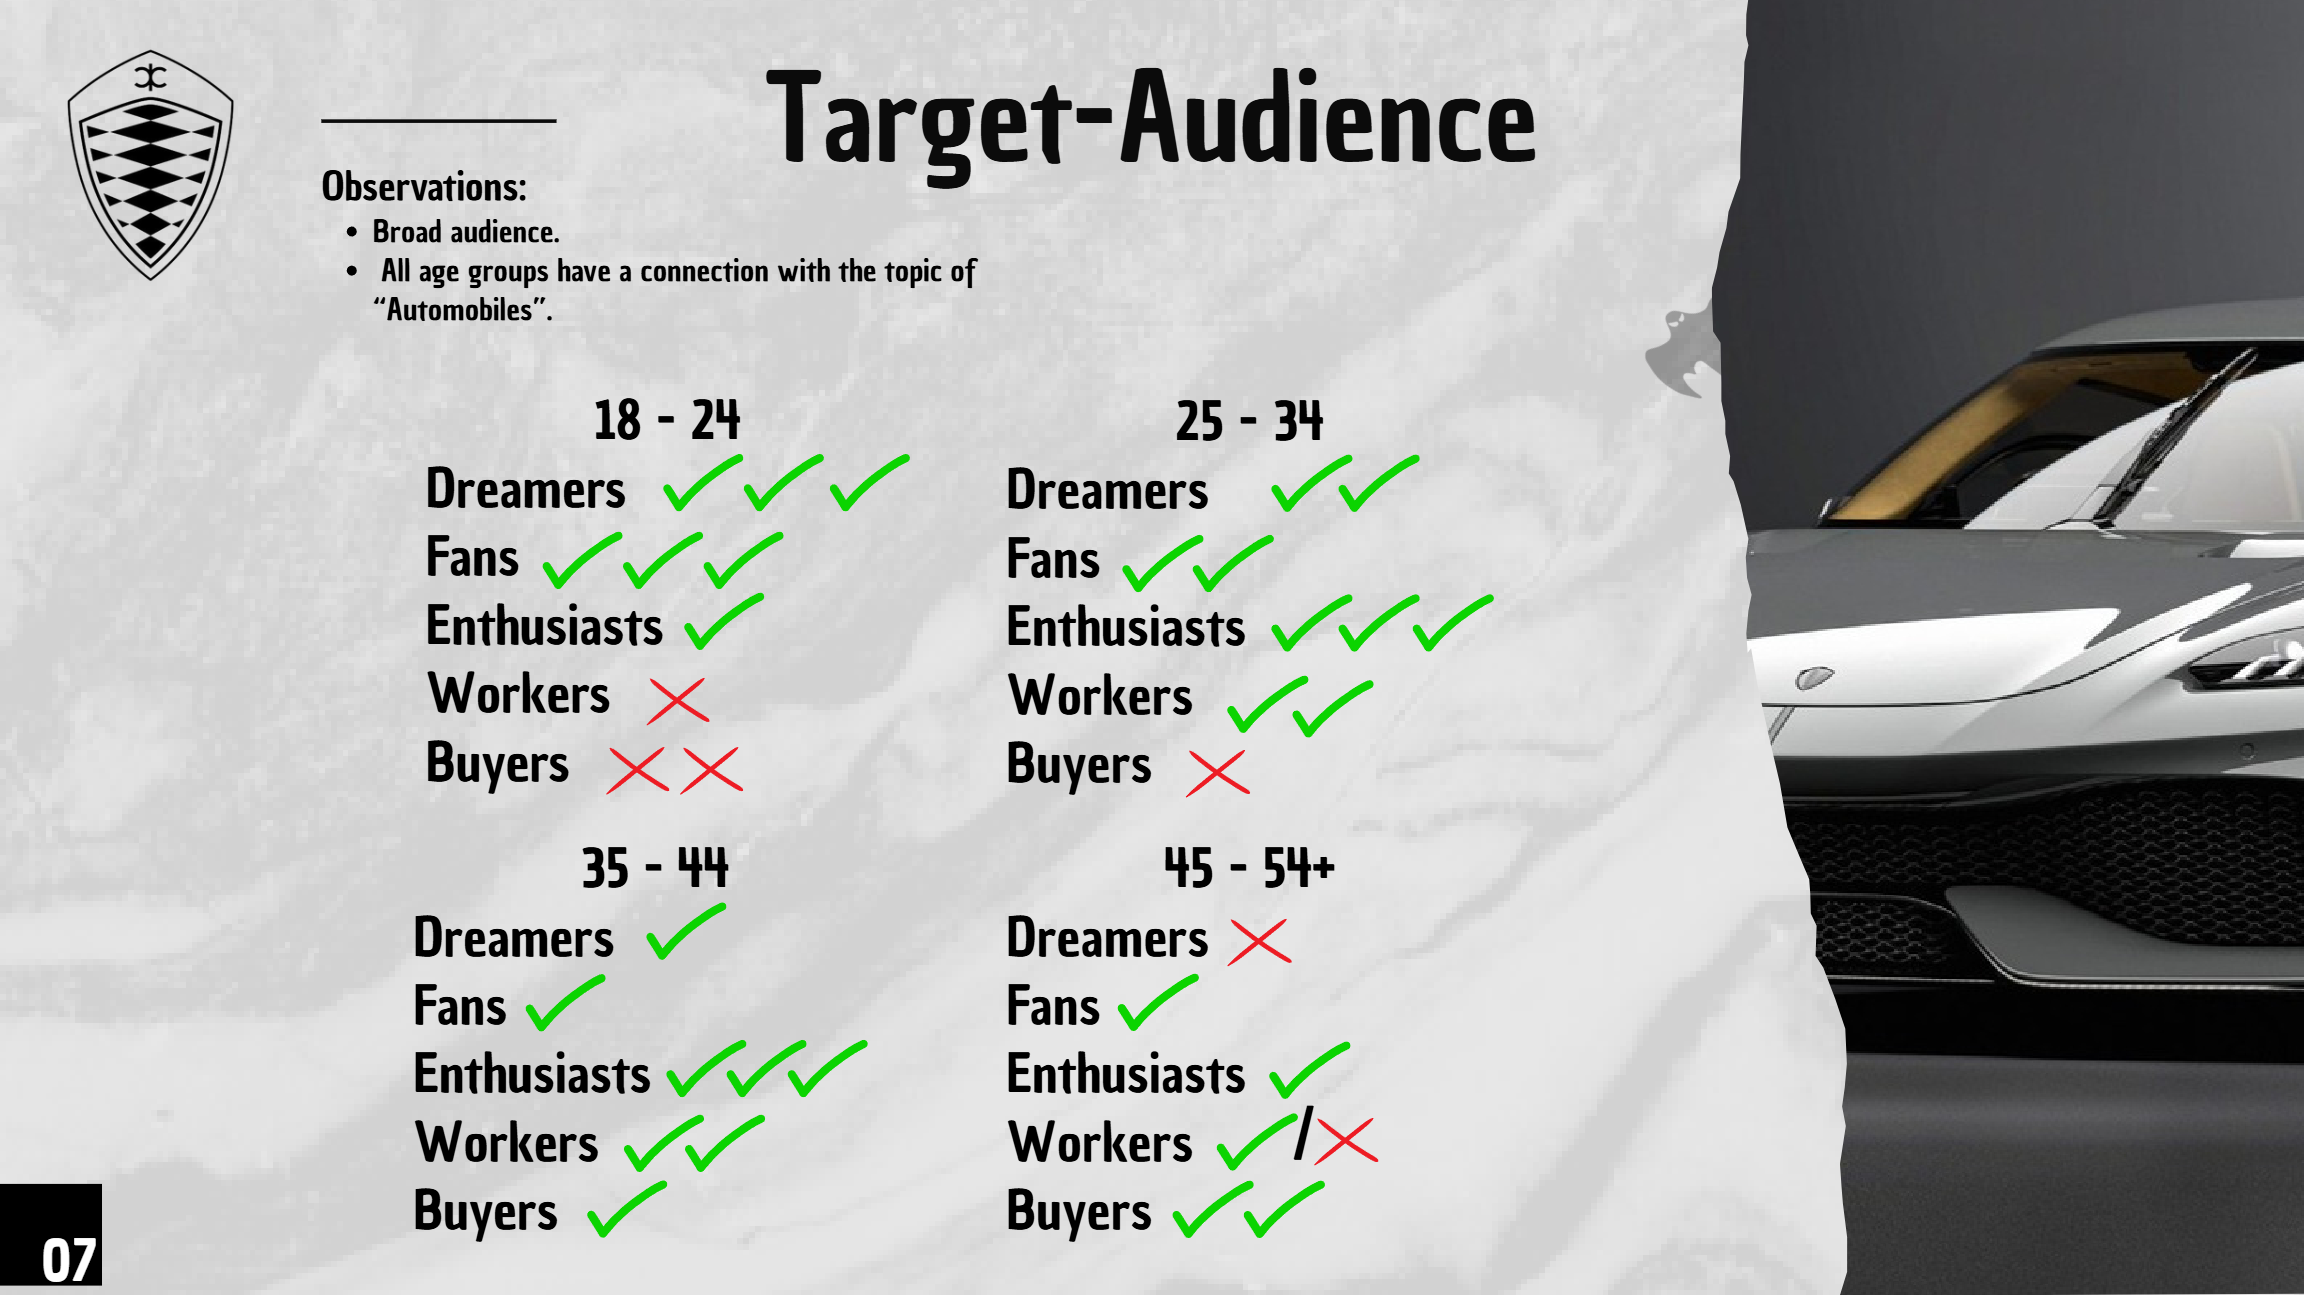 Target-Audience
Observations:
• Broad audience.
• All age groups have a connection with the topic of
“Automobiles”.
18 - 24
Dreamers ✓✓✓
Fans ✓✓✓
Enthusiasts ✓
Workers ✗
Buyers ✗✗
25 - 34
Dreamers ✓✓
Fans ✓✓
Enthusiasts ✓✓✓
Workers ✓✓
Buyers ✗
35 - 44
Dreamers ✓
Fans ✓
Enthusiasts ✓✓✓
Workers ✓✓
Buyers ✓
45 - 54+
Dreamers ✗
Fans ✓
Enthusiasts ✓
Workers ✓/✗
Buyers ✓✓
07